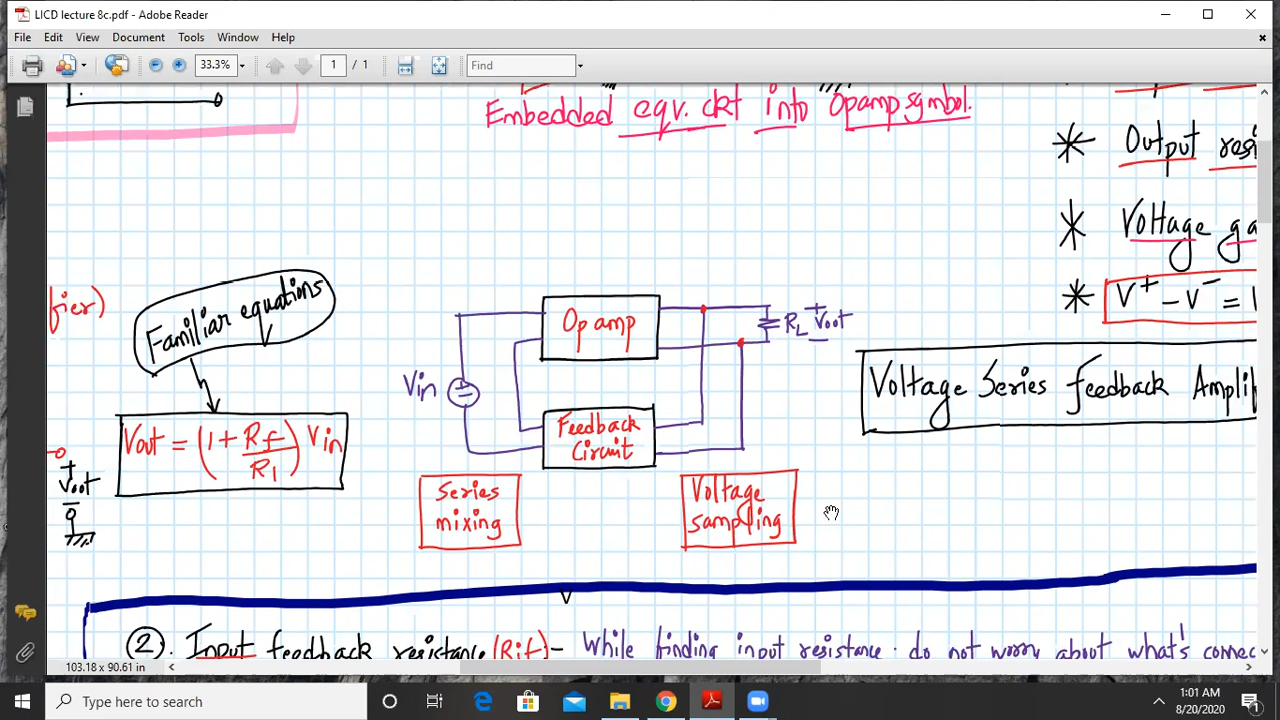 LICD lecture 8c.pdf - Adobe Reader
File Edit View Document Tools Window Help
33.3% 1 / 1 Find
Embedded eqv. ckt into Opamp symbol.
* Output resi
* Voltage ga
* V+ - V- =
fier)
Familiar equations
Vout = (1 + Rf/R1) Vin
+
Vout
-
Op amp
RL + Vout -
Vin
Feedback
Circuit
Voltage Series Feedback Amplif
Series
mixing
Voltage
sampling
② . Input feedback resistance (Rif) - While finding input resistance . do not worry about what's connec
103.18 x 90.61 in
Type here to search
1:01 AM
8/20/2020
1